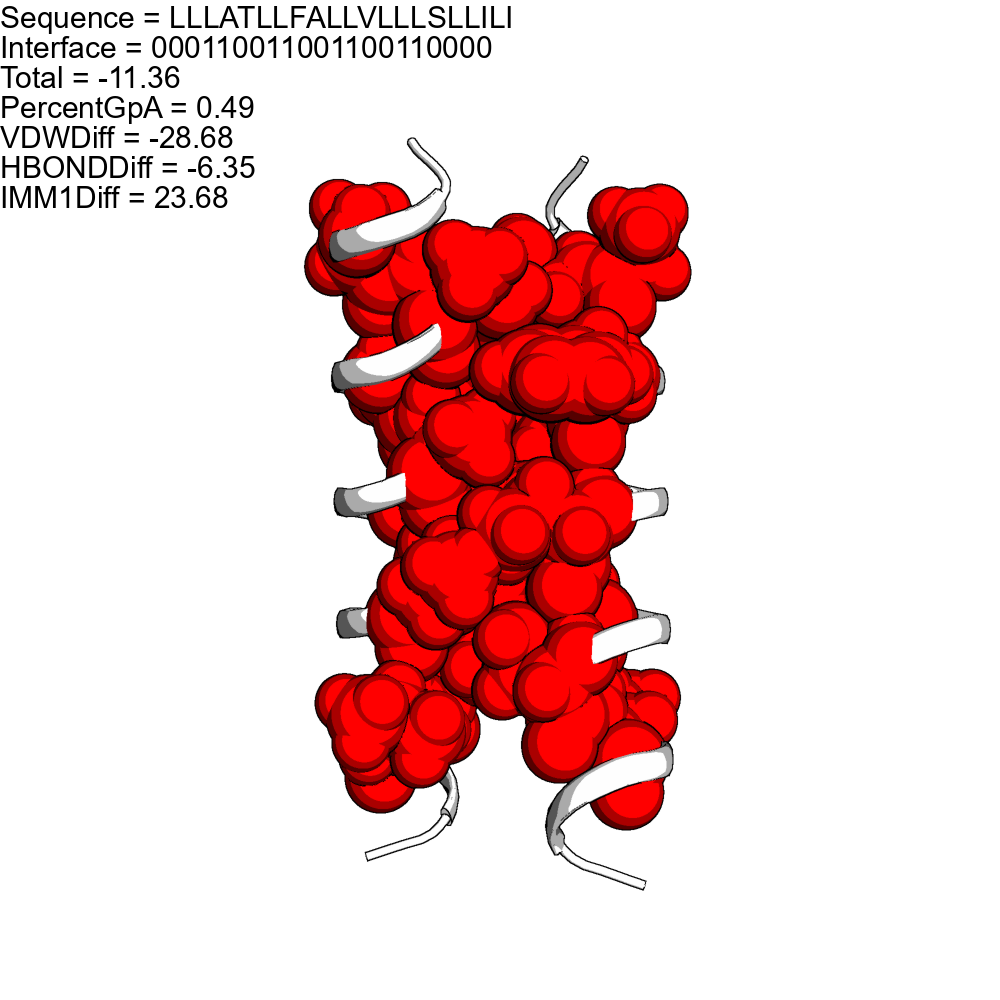 Sequence = LLLATLLFALLVLLLSLLILI
Interface = 000110011001100110000
Total = -11.36
PercentGpA = 0.49
VDWDiff = -28.68
HBONDDiff = -6.35
IMM1Diff = 23.68